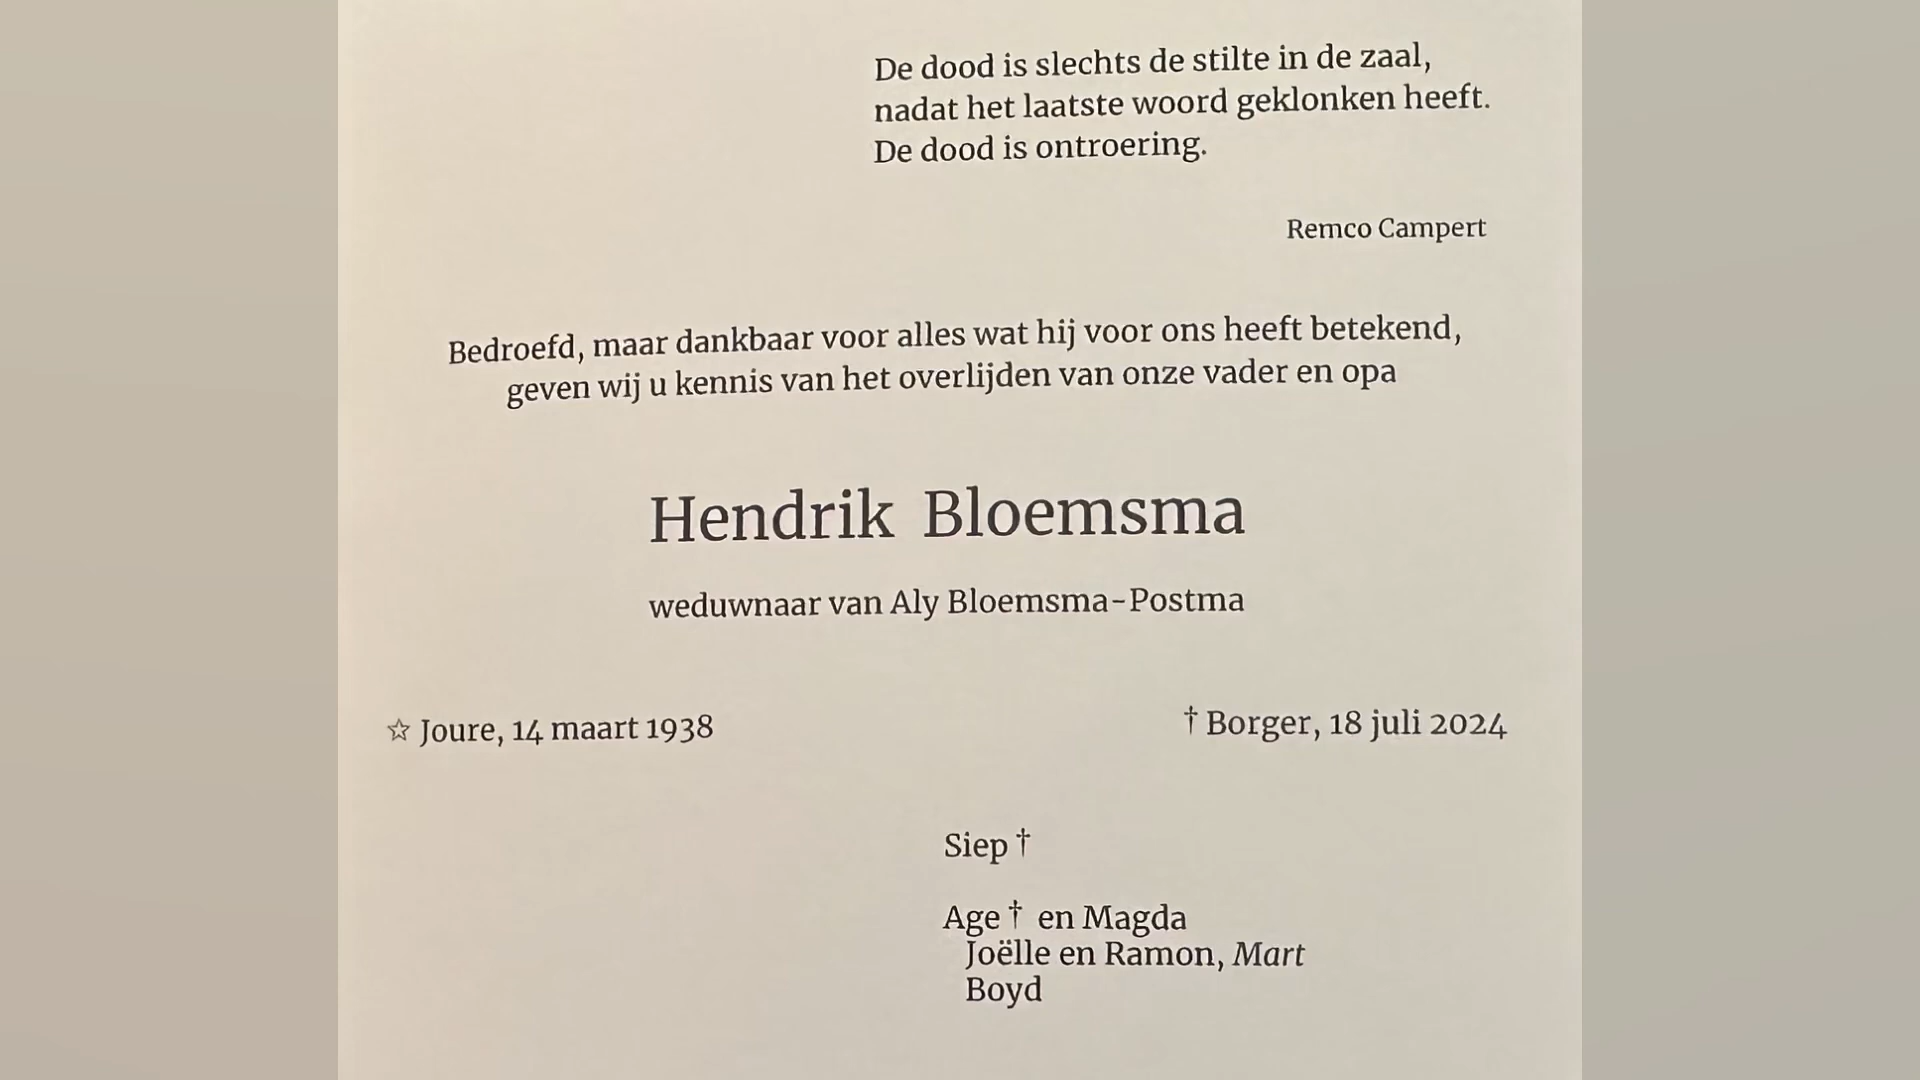 De dood is slechts de stilte in de zaal,
nadat het laatste woord geklonken heeft.
De dood is ontroering.
Remco Campert
Bedroefd, maar dankbaar voor alles wat hij voor ons heeft betekend,
geven wij u kennis van het overlijden van onze vader en opa
Hendrik Bloemsma
weduwnaar van Aly Bloemsma-Postma
☆ Joure, 14 maart 1938 † Borger, 18 juli 2024
Siep †
Age † en Magda
Joëlle en Ramon, Mart
Boyd